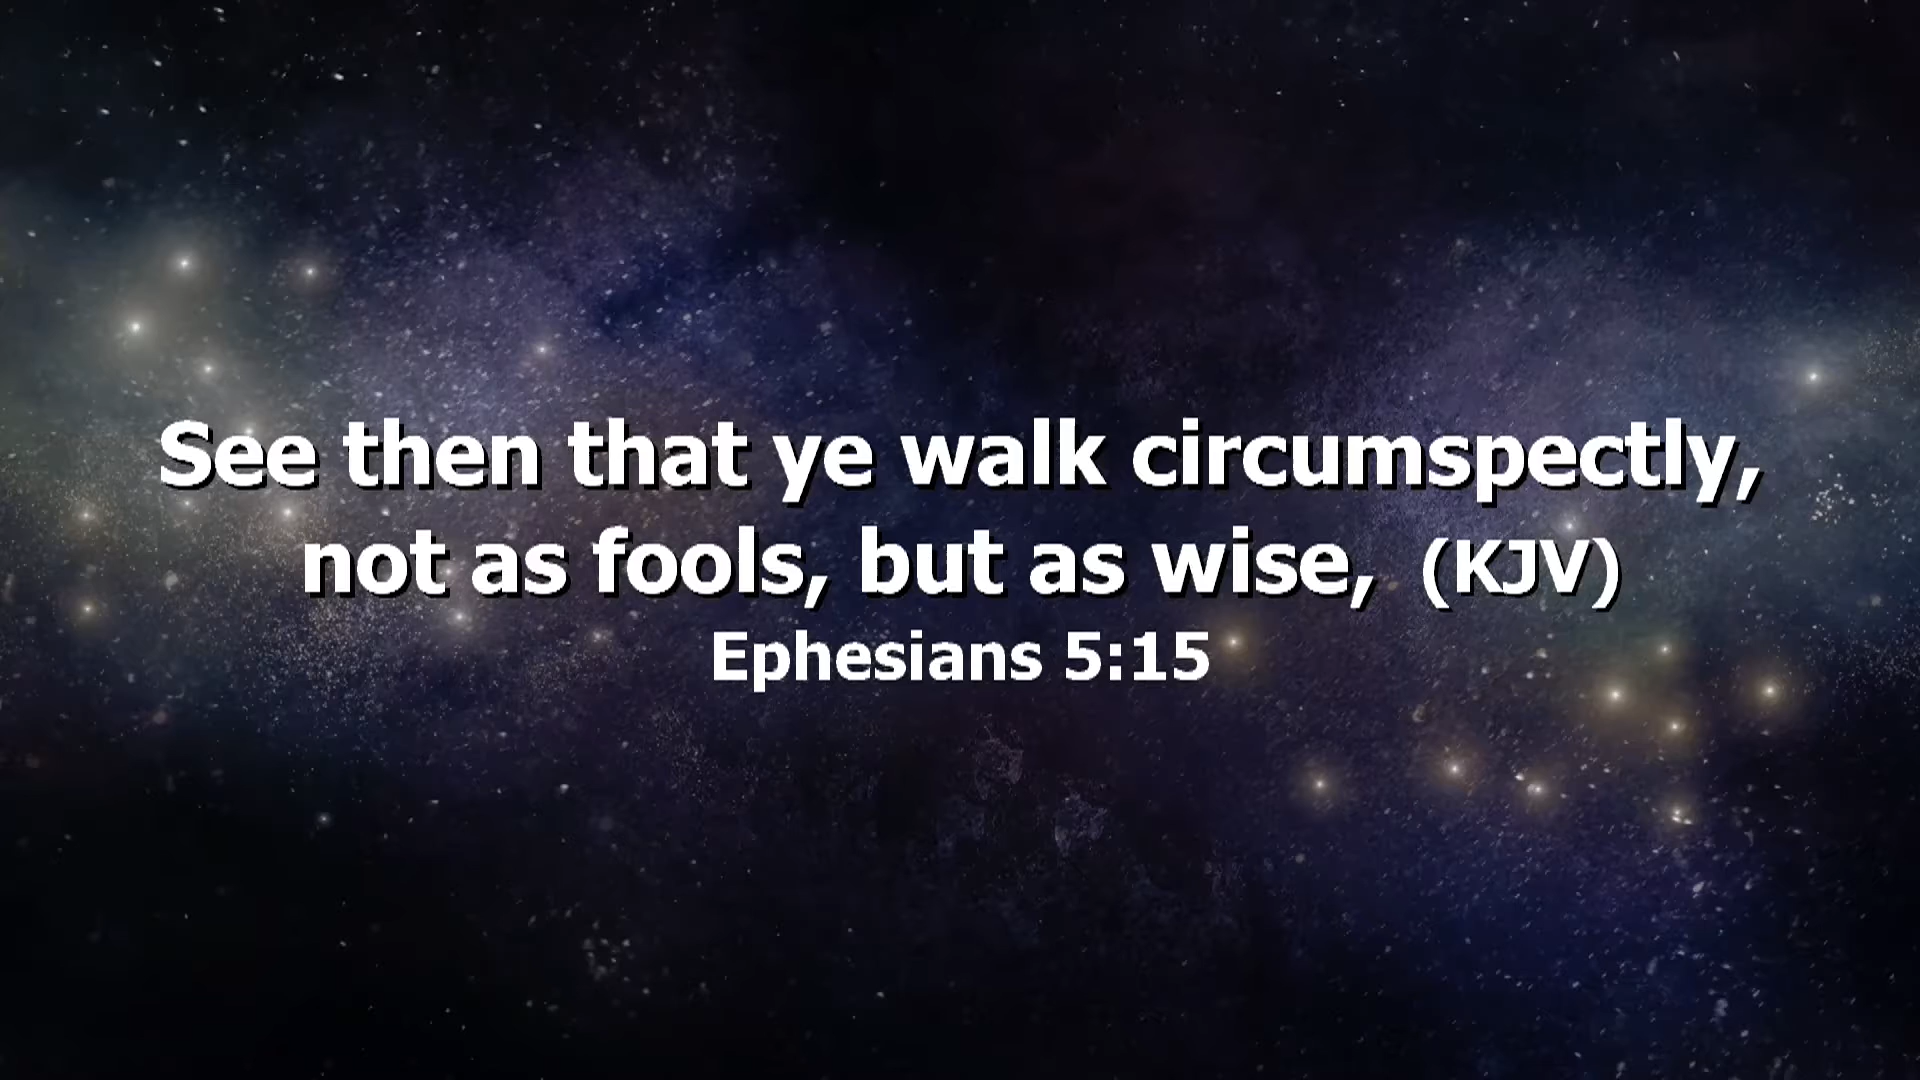 See then that ye walk circumspectly,
not as fools, but as wise, (KJV)
Ephesians 5:15